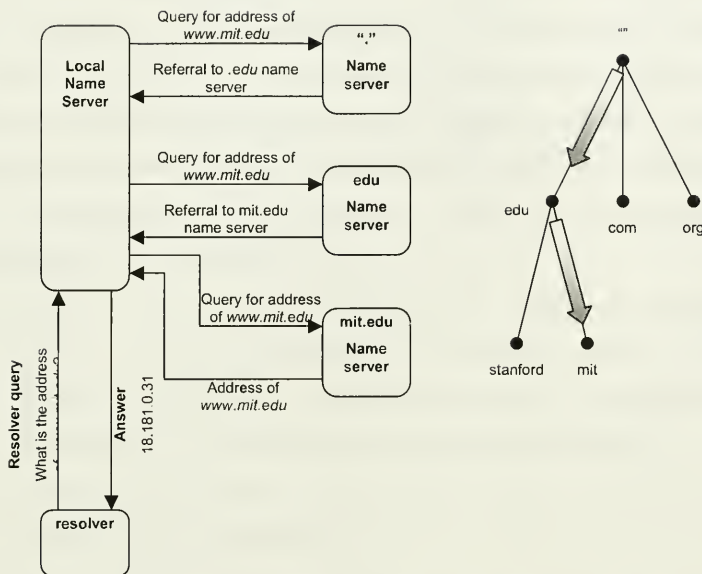 Query for address of
www.mit.edu
Local
Name
Server
Referral to .edu name
server
“.”
Name
server
Query for address of
www.mit.edu
Referral to mit.edu
name server
edu
Name
server
Query for address
of www.mit.edu
Address of
www.mit.edu
mit.edu
Name
server
Resolver query
What is the address
Answer
18.181.0.31
resolver
“”
edu
com
org
stanford
mit